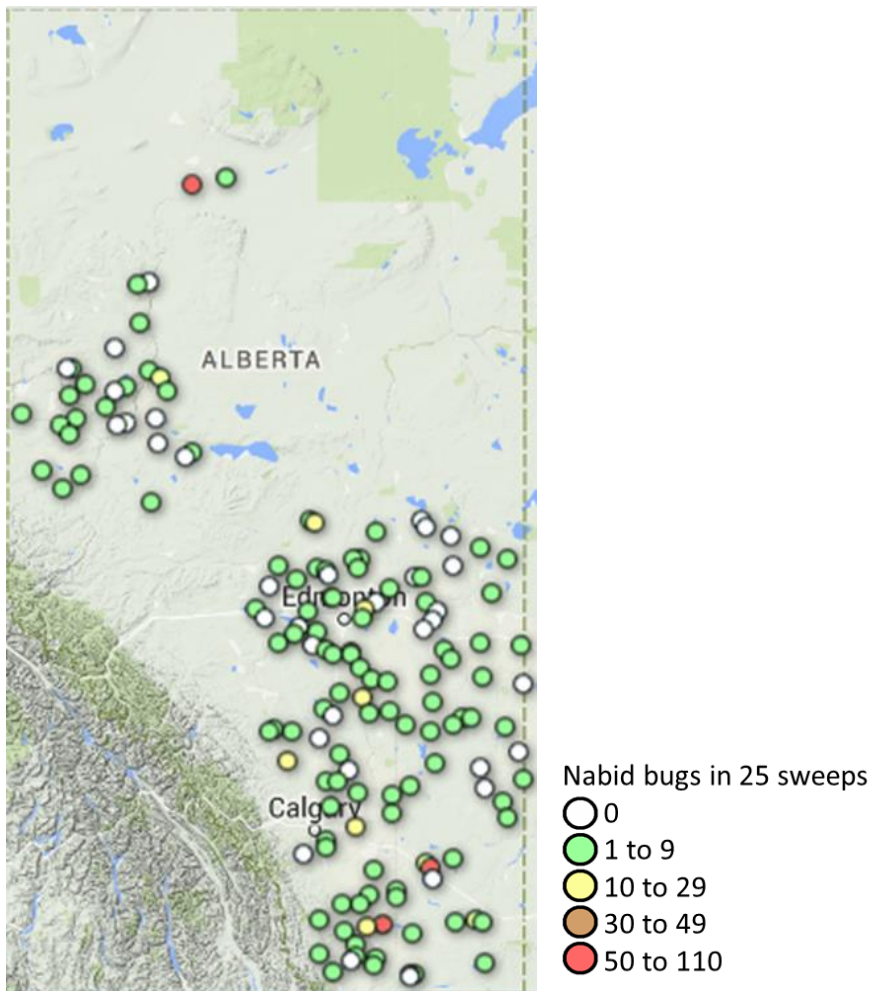 ALBERTA
Edmonton
Calgary
Nabid bugs in 25 sweeps
0
1 to 9
10 to 29
30 to 49
50 to 110